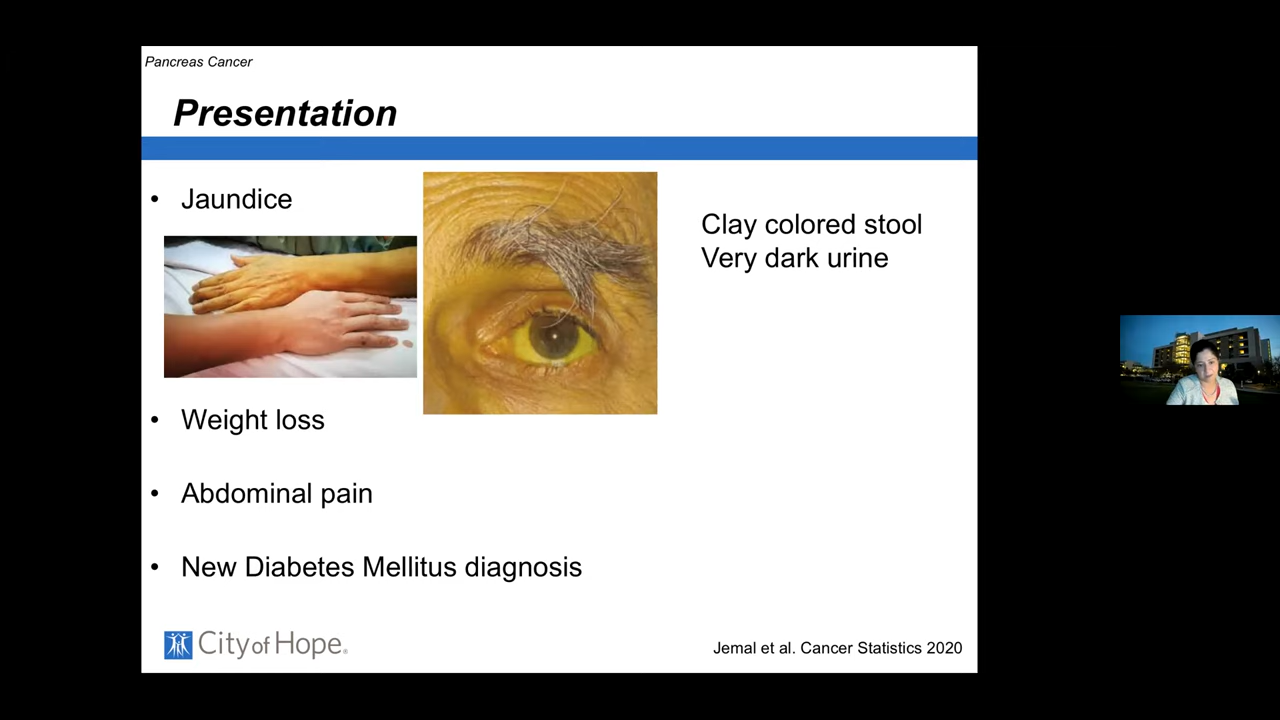 Pancreas Cancer
Presentation
• Jaundice
Clay colored stool
Very dark urine
• Weight loss
• Abdominal pain
• New Diabetes Mellitus diagnosis
City of Hope®
Jemal et al. Cancer Statistics 2020